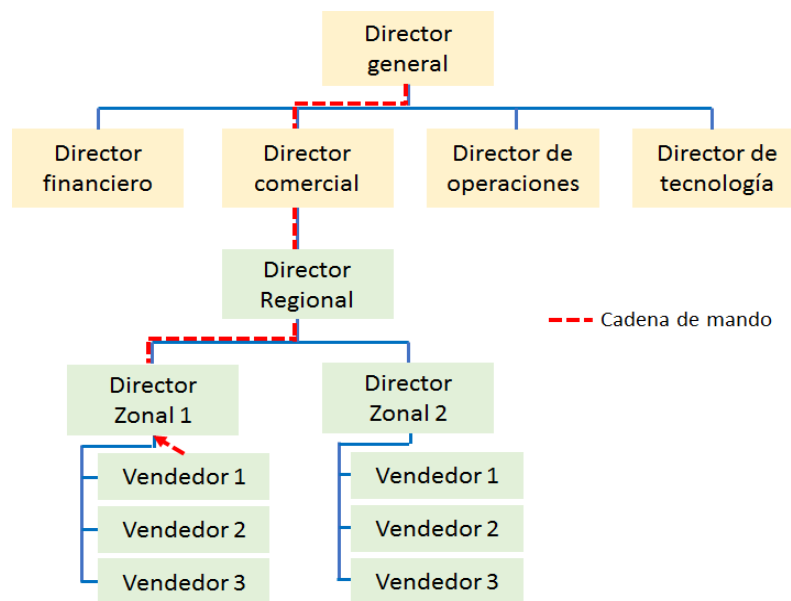 Director
general
Director
financiero
Director
comercial
Director de
operaciones
Director de
tecnología
Director
Regional
Cadena de mando
Director
Zonal 1
Director
Zonal 2
Vendedor 1
Vendedor 2
Vendedor 3
Vendedor 1
Vendedor 2
Vendedor 3